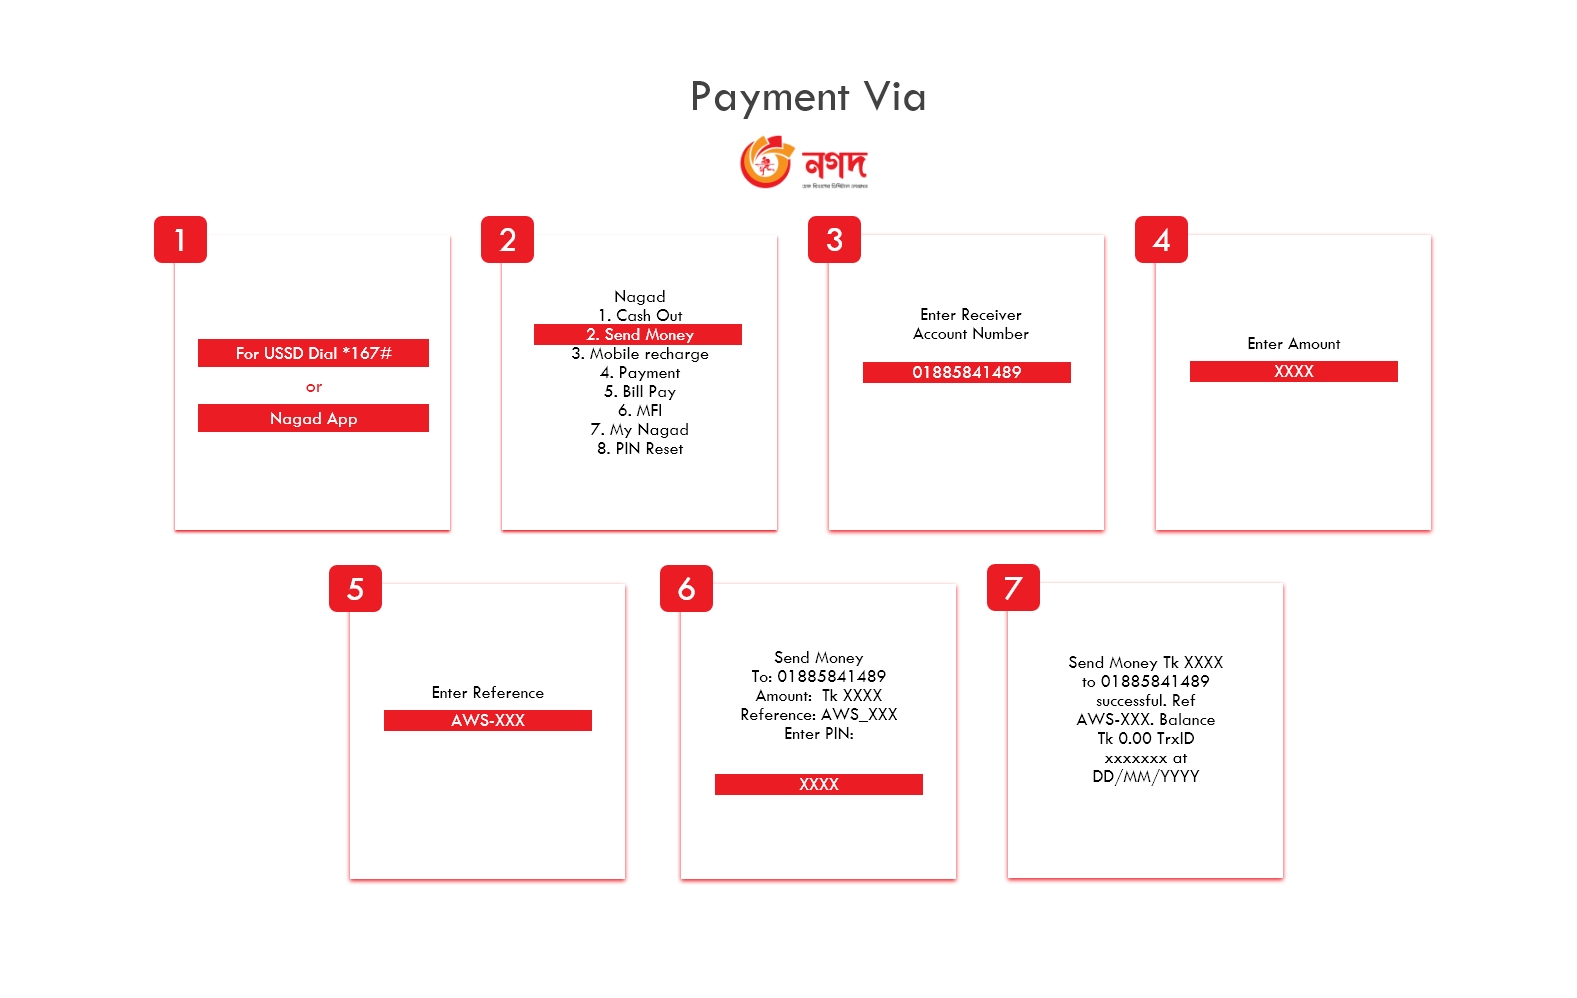 Payment Via
নগদ
1
For USSD Dial *167#
or
Nagad App
2
Nagad
1. Cash Out
2. Send Money
3. Mobile recharge
4. Payment
5. Bill Pay
6. MFI
7. My Nagad
8. PIN Reset
3
Enter Receiver
Account Number
01885841489
4
Enter Amount
XXXX
5
Enter Reference
AWS-XXX
6
Send Money
To: 01885841489
Amount: Tk XXXX
Reference: AWS_XXX
Enter PIN:
XXXX
7
Send Money Tk XXXX
to 01885841489
successful. Ref
AWS-XXX. Balance
Tk 0.00 TrxID
xxxxxxx at
DD/MM/YYYY